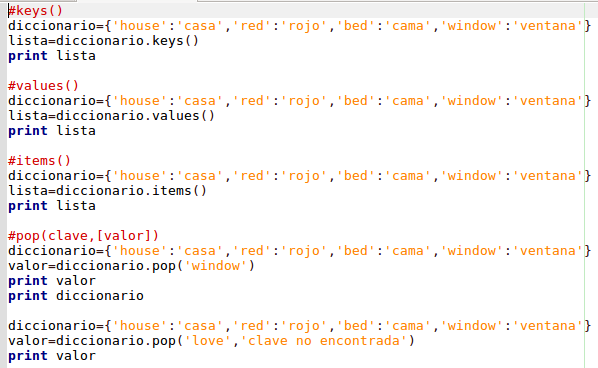 #keys()
diccionario={'house':'casa','red':'rojo','bed':'cama','window':'ventana'}
lista=diccionario.keys()
print lista
#values()
diccionario={'house':'casa','red':'rojo','bed':'cama','window':'ventana'}
lista=diccionario.values()
print lista
#items()
diccionario={'house':'casa','red':'rojo','bed':'cama','window':'ventana'}
lista=diccionario.items()
print lista
#pop(clave,[valor])
diccionario={'house':'casa','red':'rojo','bed':'cama','window':'ventana'}
valor=diccionario.pop('window')
print valor
print diccionario
diccionario={'house':'casa','red':'rojo','bed':'cama','window':'ventana'}
valor=diccionario.pop('love','clave no encontrada')
print valor